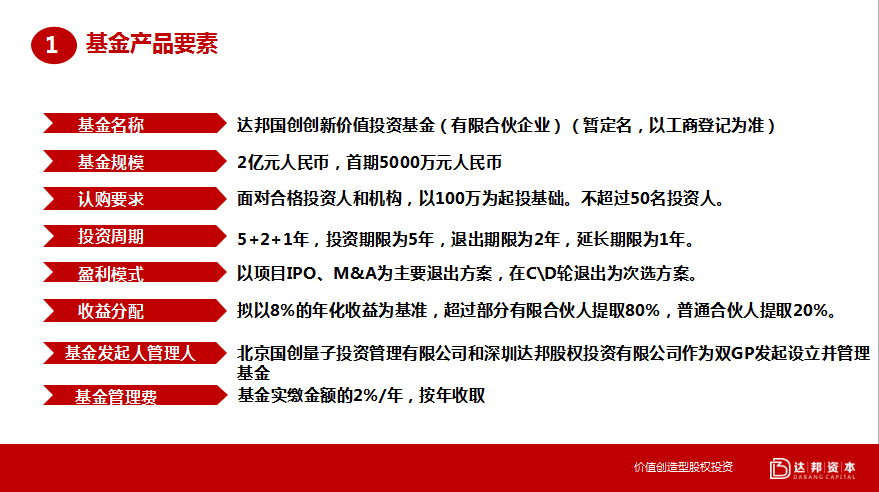 1 基金产品要素
基金名称 达邦国创创新价值投资基金（有限合伙企业）（暂定名，以工商登记为准）
基金规模 2亿元人民币，首期5000万元人民币
认购要求 面对合格投资人和机构，以100万为起投基础。不超过50名投资人。
投资周期 5+2+1年，投资期限为5年，退出期限为2年，延长期限为1年。
盈利模式 以项目IPO、M&A为主要退出方案，在C\D轮退出为次选方案。
收益分配 拟以8%的年化收益为基准，超过部分有限合伙人提取80%，普通合伙人提取20%。
基金发起人管理人 北京国创量子投资管理有限公司和深圳达邦股权投资有限公司作为双GP发起设立并管理
基金
基金管理费 基金实缴金额的2%/年，按年收取
价值创造型股权投资 达邦资本
DABANG CAPITAL